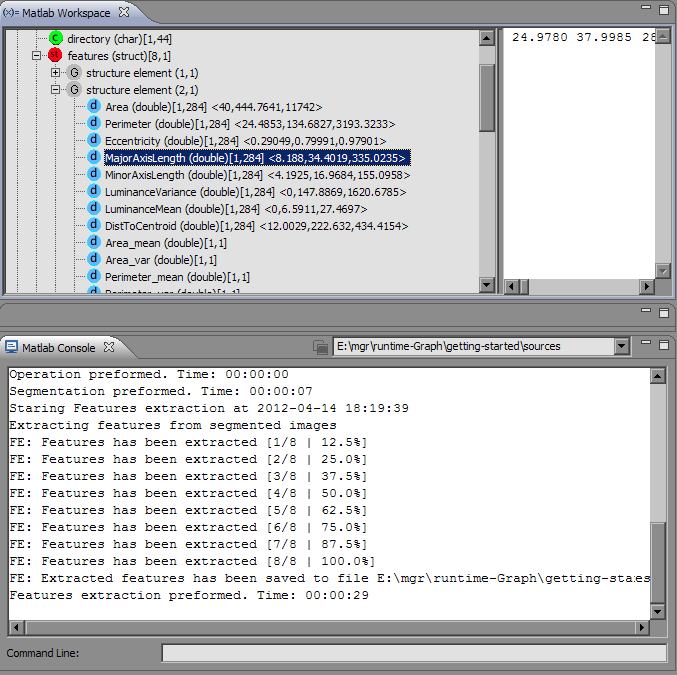 (x)= Matlab Workspace
C directory (char)[1,44]
st features (struct)[8,1]
G structure element (1,1)
G structure element (2,1)
d Area (double)[1,284] <40,444.7641,11742>
d Perimeter (double)[1,284] <24.4853,134.6827,3193.3233>
d Eccentricity (double)[1,284] <0.29049,0.79991,0.97901>
d MajorAxisLength (double)[1,284] <8.188,34.4019,335.0235>
d MinorAxisLength (double)[1,284] <4.1925,16.9684,155.0958>
d LuminanceVariance (double)[1,284] <0,147.8869,1620.6785>
d LuminanceMean (double)[1,284] <0,6.5911,27.4697>
d DistToCentroid (double)[1,284] <12.0029,222.632,434.4154>
d Area_mean (double)[1,1]
d Area_var (double)[1,1]
d Perimeter_mean (double)[1,1]
d Perimeter_var (double)[1,1]
24.9780 37.9985 28
Matlab Console
E:\mgr\runtime-Graph\getting-started\sources
Operation preformed. Time: 00:00:00
Segmentation preformed. Time: 00:00:07
Staring Features extraction at 2012-04-14 18:19:39
Extracting features from segmented images
FE: Features has been extracted [1/8 | 12.5%]
FE: Features has been extracted [2/8 | 25.0%]
FE: Features has been extracted [3/8 | 37.5%]
FE: Features has been extracted [4/8 | 50.0%]
FE: Features has been extracted [5/8 | 62.5%]
FE: Features has been extracted [6/8 | 75.0%]
FE: Features has been extracted [7/8 | 87.5%]
FE: Features has been extracted [8/8 | 100.0%]
FE: Extracted features has been saved to file E:\mgr\runtime-Graph\getting-sta
Features extraction preformed. Time: 00:00:29
Command Line: